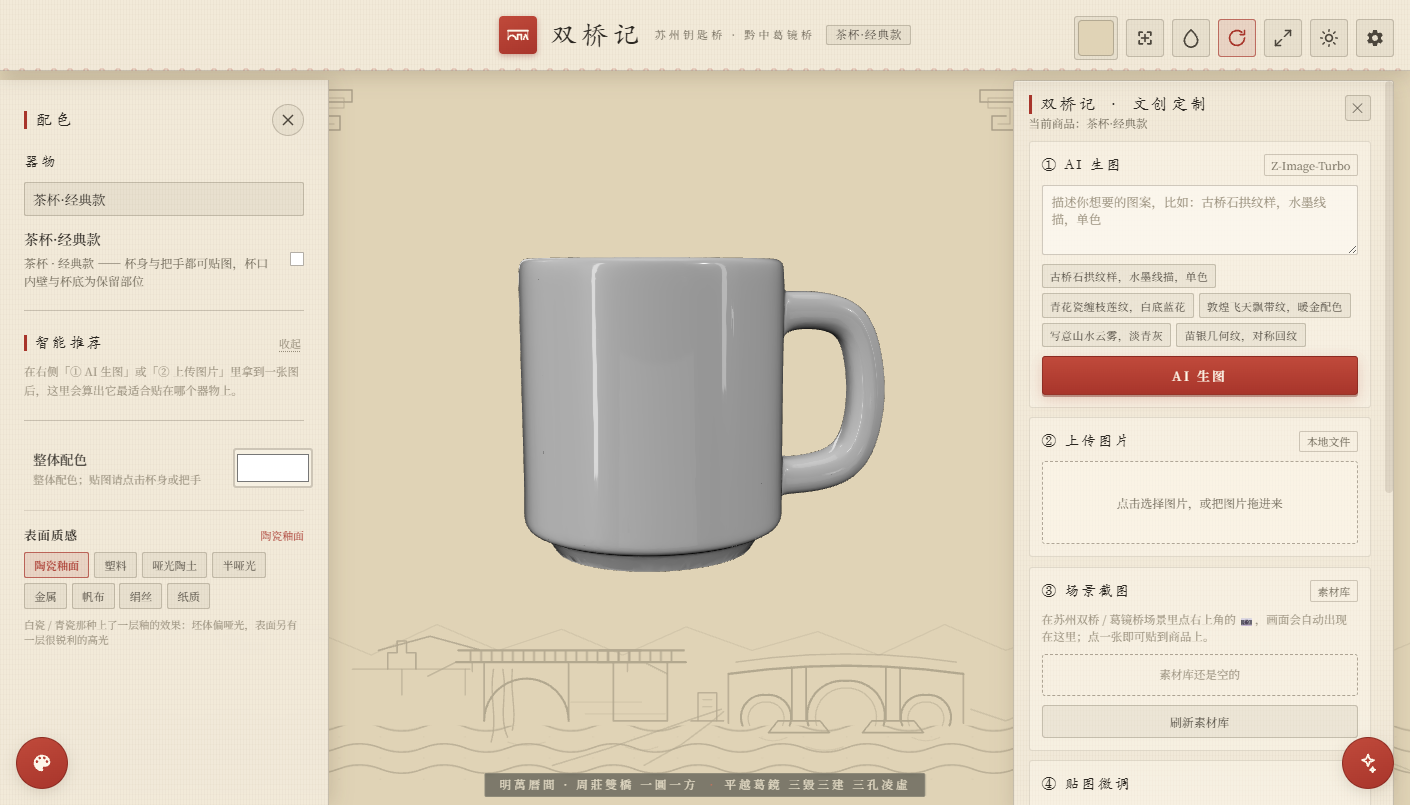 双桥记
苏州钥匙桥 · 黔中葛镜桥
茶杯·经典款
配色
器物
茶杯·经典款
茶杯·经典款
茶杯 · 经典款 —— 杯身与把手都可贴图，杯口
内壁与杯底为保留部位
智能推荐
收起
在右侧「① AI 生图」或「② 上传图片」里拿到一张图
后，这里会算出它最适合贴在哪个器物上。
整体配色
整体配色；贴图请点击杯身或把手
表面质感
陶瓷釉面
陶瓷釉面
塑料
哑光陶土
半哑光
金属
帆布
绢丝
纸质
白瓷 / 青瓷那种上了一层釉的效果：坯体偏哑光，表面另有
一层很锐利的高光
明萬曆間 · 周莊雙橋 一圓一方 · 平越葛鏡 三毀三建 三孔凌虛
双桥记 · 文创定制
当前商品：茶杯·经典款
① AI 生图
Z-Image-Turbo
描述你想要的图案，比如：古桥石拱纹样，水墨线
描，单色
古桥石拱纹样，水墨线描，单色
青花瓷缠枝莲纹，白底蓝花
敦煌飞天飘带纹，暖金配色
写意山水云雾，淡青灰
苗银几何纹，对称回纹
AI 生图
② 上传图片
本地文件
点击选择图片，或把图片拖进来
③ 场景截图
素材库
在苏州双桥 / 葛镜桥场景里点右上角的 📷，画面会自动出现
在这里；点一张即可贴到商品上。
素材库还是空的
刷新素材库
④ 贴图微调